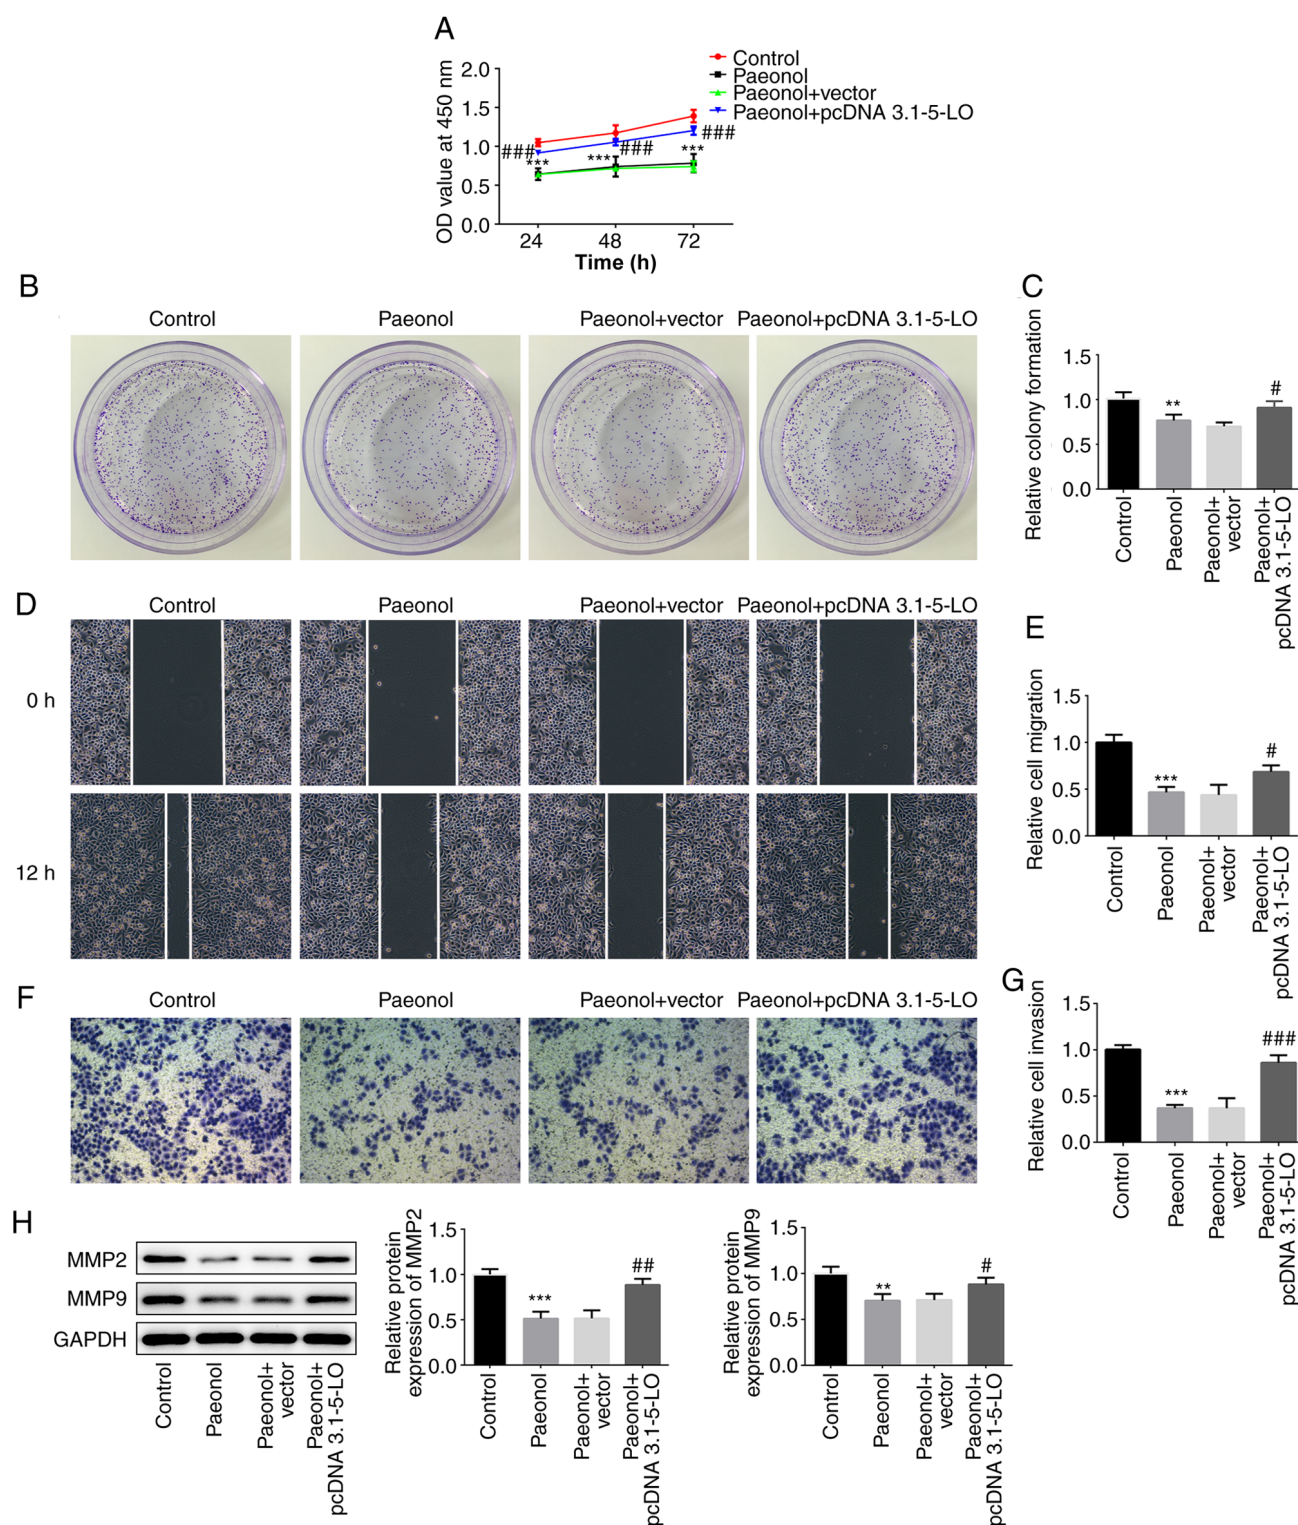 A
OD value at 450 nm
2.0
1.5
1.0
0.5
0.0
24
48
72
Time (h)
Control
Paeonol
Paeonol+vector
Paeonol+pcDNA 3.1-5-LO
###
***
***
###
***
###
B
Control
Paeonol
Paeonol+vector
Paeonol+pcDNA 3.1-5-LO
C
Relative colony formation
1.5
1.0
0.5
0.0
**
#
Control
Paeonol
Paeonol+
vector
Paeonol+
pcDNA 3.1-5-LO
D
Control
Paeonol
Paeonol+vector
Paeonol+pcDNA 3.1-5-LO
0 h
12 h
E
Relative cell migration
1.5
1.0
0.5
0.0
***
#
Control
Paeonol
Paeonol+
vector
Paeonol+
pcDNA 3.1-5-LO
F
Control
Paeonol
Paeonol+vector
Paeonol+pcDNA 3.1-5-LO
G
Relative cell invasion
1.5
1.0
0.5
0.0
***
###
Control
Paeonol
Paeonol+
vector
Paeonol+
pcDNA 3.1-5-LO
H
MMP2
MMP9
GAPDH
Control
Paeonol
Paeonol+
vector
Paeonol+
pcDNA 3.1-5-LO
Relative protein
expression of MMP2
1.5
1.0
0.5
0.0
***
##
Control
Paeonol
Paeonol+
vector
Paeonol+
pcDNA 3.1-5-LO
Relative protein
expression of MMP9
1.5
1.0
0.5
0.0
**
#
Control
Paeonol
Paeonol+
vector
Paeonol+
pcDNA 3.1-5-LO